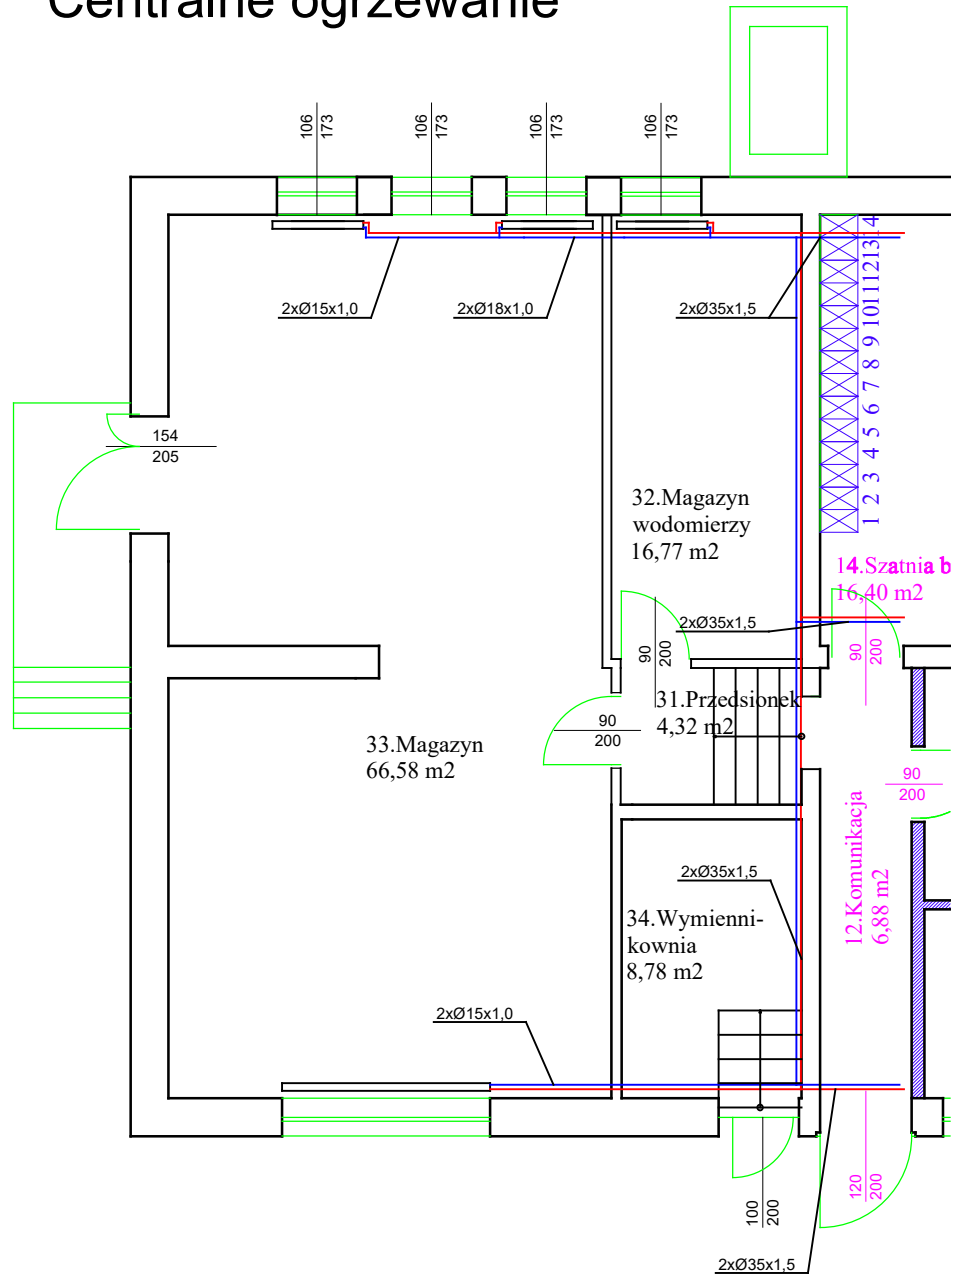 Centralne ogrzewanie
106
173
106
173
106
173
106
173
2xØ15x1,0
2xØ18x1,0
2xØ35x1,5
1 2 3 4 5 6 7 8 9 10 11 12 13 14
154
205
32.Magazyn
wodomierzy
16,77 m2
14.Szatnia b
16,40 m2
2xØ35x1,5
90
200
90
200
31.Przedsionek
4,32 m2
90
200
33.Magazyn
66,58 m2
90
200
12.Komunikacja
6,88 m2
2xØ35x1,5
34.Wymienni-
kownia
8,78 m2
2xØ15x1,0
100
200
120
200
2xØ35x1,5